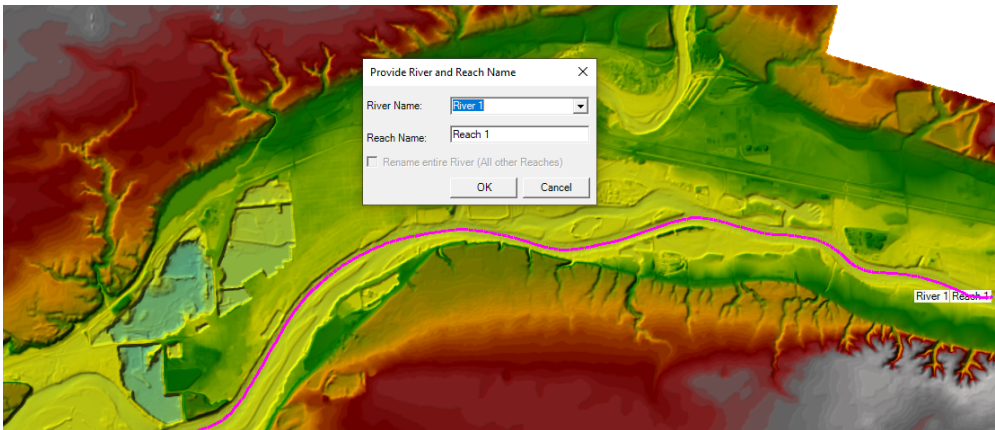 Provide River and Reach Name
River Name: River 1
Reach Name: Reach 1
Rename entire River (All other Reaches)
OK Cancel
River 1 Reach 1